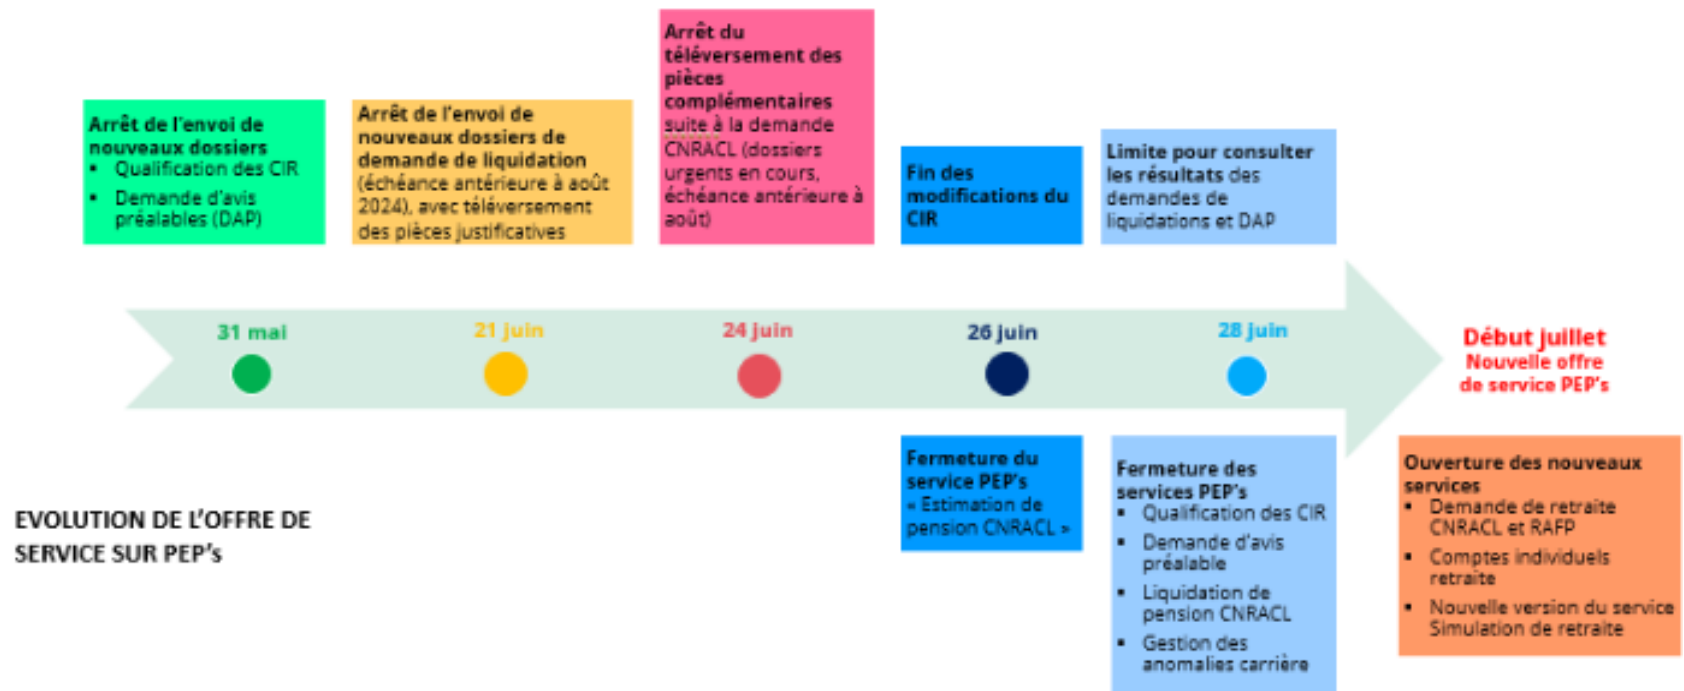 Arrêt de l'envoi de
nouveaux dossiers
▪ Qualification des CIR
▪ Demande d'avis
préalables (DAP)
Arrêt de l'envoi de
nouveaux dossiers de
demande de liquidation
(échéance antérieure à août
2024), avec téléversement
des pièces justificatives
Arrêt du
téléversement des
pièces
complémentaires
suite à la demande
CNRACL (dossiers
urgents en cours,
échéance antérieure à
août)
Fin des
modifications du
CIR
Limite pour consulter
les résultats des
demandes de
liquidations et DAP
31 mai
21 juin
24 juin
26 juin
28 juin
Début juillet
Nouvelle offre
de service PEP's
Fermeture du
service PEP's
« Estimation de
pension CNRACL »
Fermeture des
services PEP's
▪ Qualification des CIR
▪ Demande d'avis
préalable
▪ Liquidation de
pension CNRACL
▪ Gestion des
anomalies carrière
Ouverture des nouveaux
services
▪ Demande de retraite
CNRACL et RAFP
▪ Comptes individuels
retraite
▪ Nouvelle version du service
Simulation de retraite
EVOLUTION DE L'OFFRE DE
SERVICE SUR PEP's